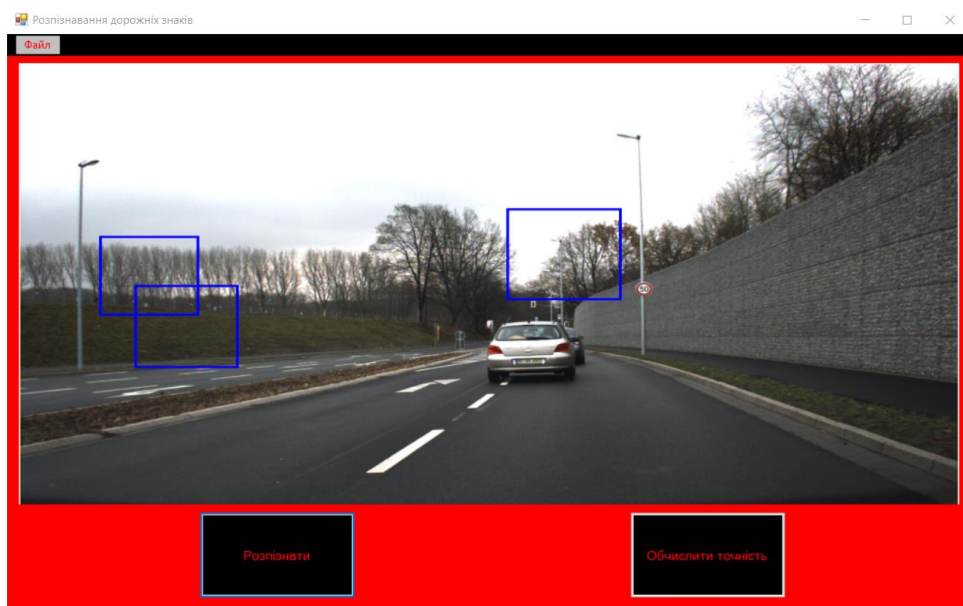 Розпізнавання дорожніх знаків
Файл
50
Розпізнати
Обчислити точність